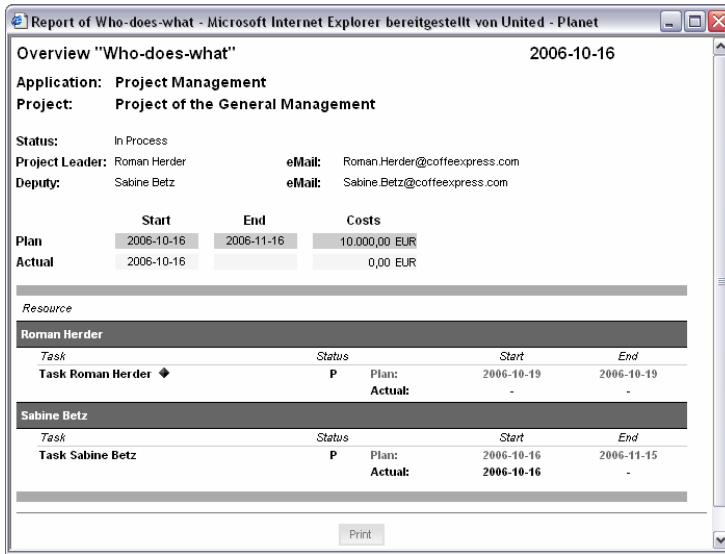 Report of Who-does-what - Microsoft Internet Explorer bereitgestellt von United - Planet
Overview "Who-does-what" 2006-10-16
Application: Project Management
Project: Project of the General Management
Status: In Process
Project Leader: Roman Herder eMail: Roman.Herder@coffeexpress.com
Deputy: Sabine Betz eMail: Sabine.Betz@coffeexpress.com
Start End Costs
Plan 2006-10-16 2006-11-16 10.000,00 EUR
Actual 2006-10-16 0,00 EUR
Resource
Roman Herder
Task Status Start End
Task Roman Herder P Plan: 2006-10-19 2006-10-19
Actual: - -
Sabine Betz
Task Status Start End
Task Sabine Betz P Plan: 2006-10-16 2006-11-15
Actual: 2006-10-16 -
Print